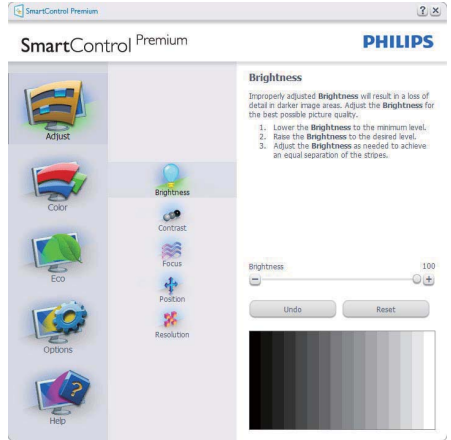 SmartControl Premium
? ×
SmartControl Premium
PHILIPS
Adjust
Color
Eco
Options
Help
Brightness
Contrast
Focus
Position
Resolution
Brightness
Improperly adjusted Brightness will result in a loss of
detail in darker image areas. Adjust the Brightness for
the best possible picture quality.
1. Lower the Brightness to the minimum level.
2. Raise the Brightness to the desired level.
3. Adjust the Brightness as needed to achieve
an equal separation of the stripes.
Brightness 100
Undo Reset